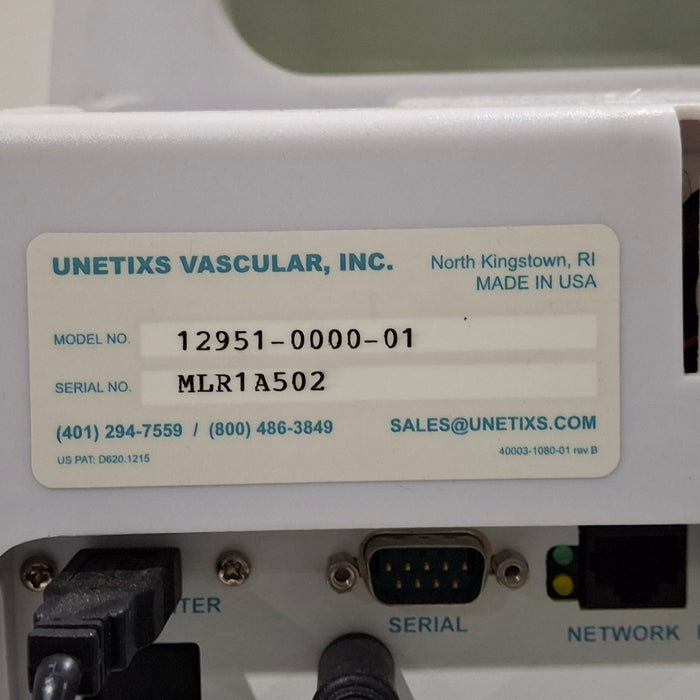 UNETIXS VASCULAR, INC.
North Kingstown, RI
MADE IN USA
MODEL NO. 12951-0000-01
SERIAL NO. MLR1A502
(401) 294-7559 / (800) 486-3849
SALES@UNETIXS.COM
US PAT: D620.1215
40003-1080-01 rev B
TER
SERIAL
NETWORK